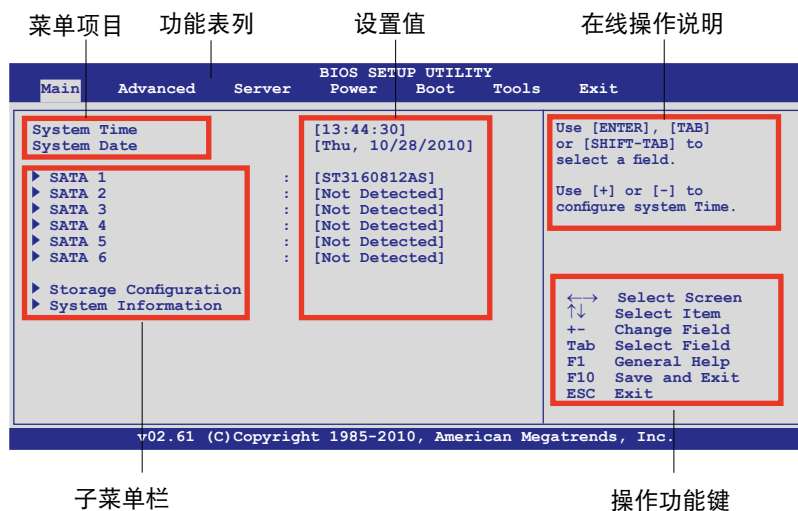 菜单项目 功能表列 设置值 在线操作说明
BIOS SETUP UTILITY
Main Advanced Server Power Boot Tools Exit
System Time [13:44:30]
System Date [Thu, 10/28/2010]
SATA 1 : [ST3160812AS]
SATA 2 : [Not Detected]
SATA 3 : [Not Detected]
SATA 4 : [Not Detected]
SATA 5 : [Not Detected]
SATA 6 : [Not Detected]
Storage Configuration
System Information
Use [ENTER], [TAB]
or [SHIFT-TAB] to
select a field.
Use [+] or [-] to
configure system Time.
←→ Select Screen
↑↓ Select Item
+- Change Field
Tab Select Field
F1 General Help
F10 Save and Exit
ESC Exit
v02.61 (C)Copyright 1985-2010, American Megatrends, Inc.
子菜单栏 操作功能键